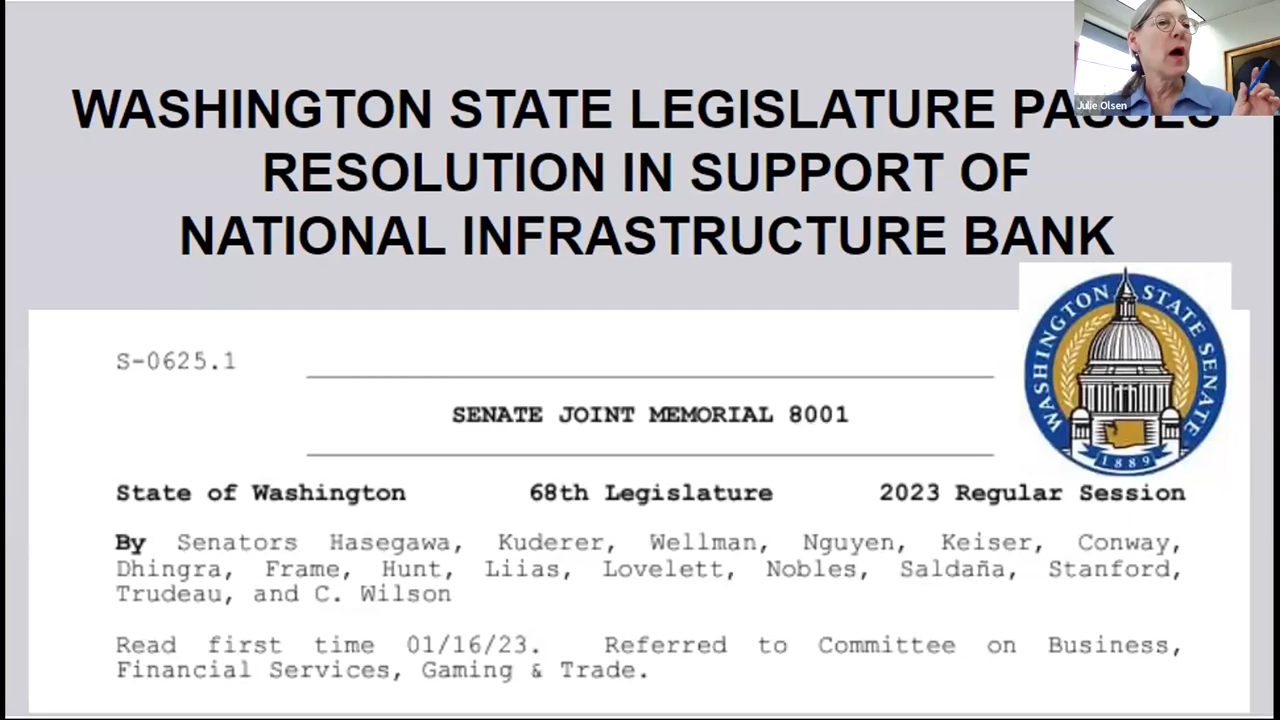 Julie Olsen
WASHINGTON STATE LEGISLATURE PASSES
RESOLUTION IN SUPPORT OF
NATIONAL INFRASTRUCTURE BANK
WASHINGTON STATE SENATE
1889
S-0625.1
SENATE JOINT MEMORIAL 8001
State of Washington 68th Legislature 2023 Regular Session
By Senators Hasegawa, Kuderer, Wellman, Nguyen, Keiser, Conway,
Dhingra, Frame, Hunt, Liias, Lovelett, Nobles, Saldaña, Stanford,
Trudeau, and C. Wilson
Read first time 01/16/23. Referred to Committee on Business,
Financial Services, Gaming & Trade.